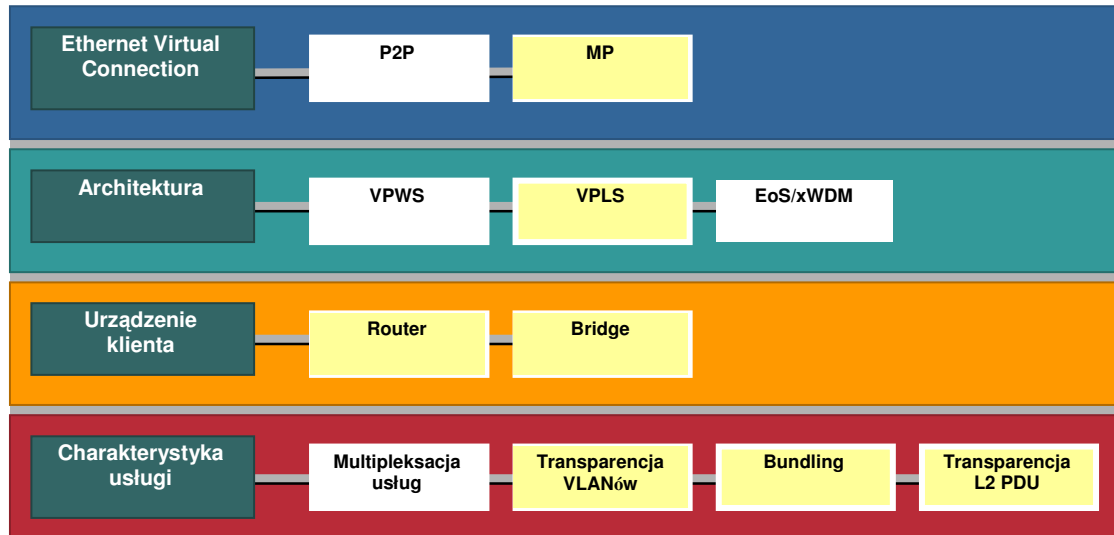 Ethernet Virtual
Connection
P2P
MP
Architektura
VPWS
VPLS
EoS/xWDM
Urządzenie
klienta
Router
Bridge
Charakterystyka
usługi
Multipleksacja
usług
Transparencja
VLANów
Bundling
Transparencja
L2 PDU